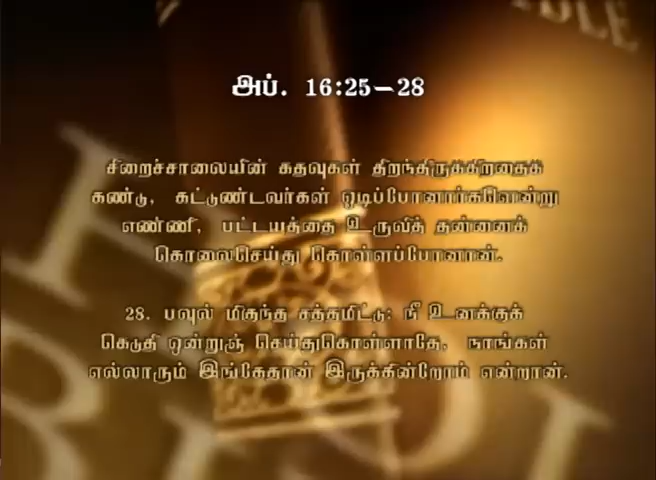 BLE
அப். 16:25–28
சிறைச்சாலையின் கதவுகள் திறந்திருக்கிறதைக்
கண்டு, கட்டுண்டவர்கள் ஓடிப்போனார்களென்று
எண்ணி, பட்டயத்தை உருவித் தன்னைக்
கொலைசெய்து கொள்ளப்போனான்.
28. பவுல் மிகுந்த சத்தமிட்டு: நீ உனக்குக்
கெடுதி ஒன்றுஞ் செய்துகொள்ளாதே, நாங்கள்
எல்லாரும் இங்கேதான் இருக்கின்றோம் என்றான்.